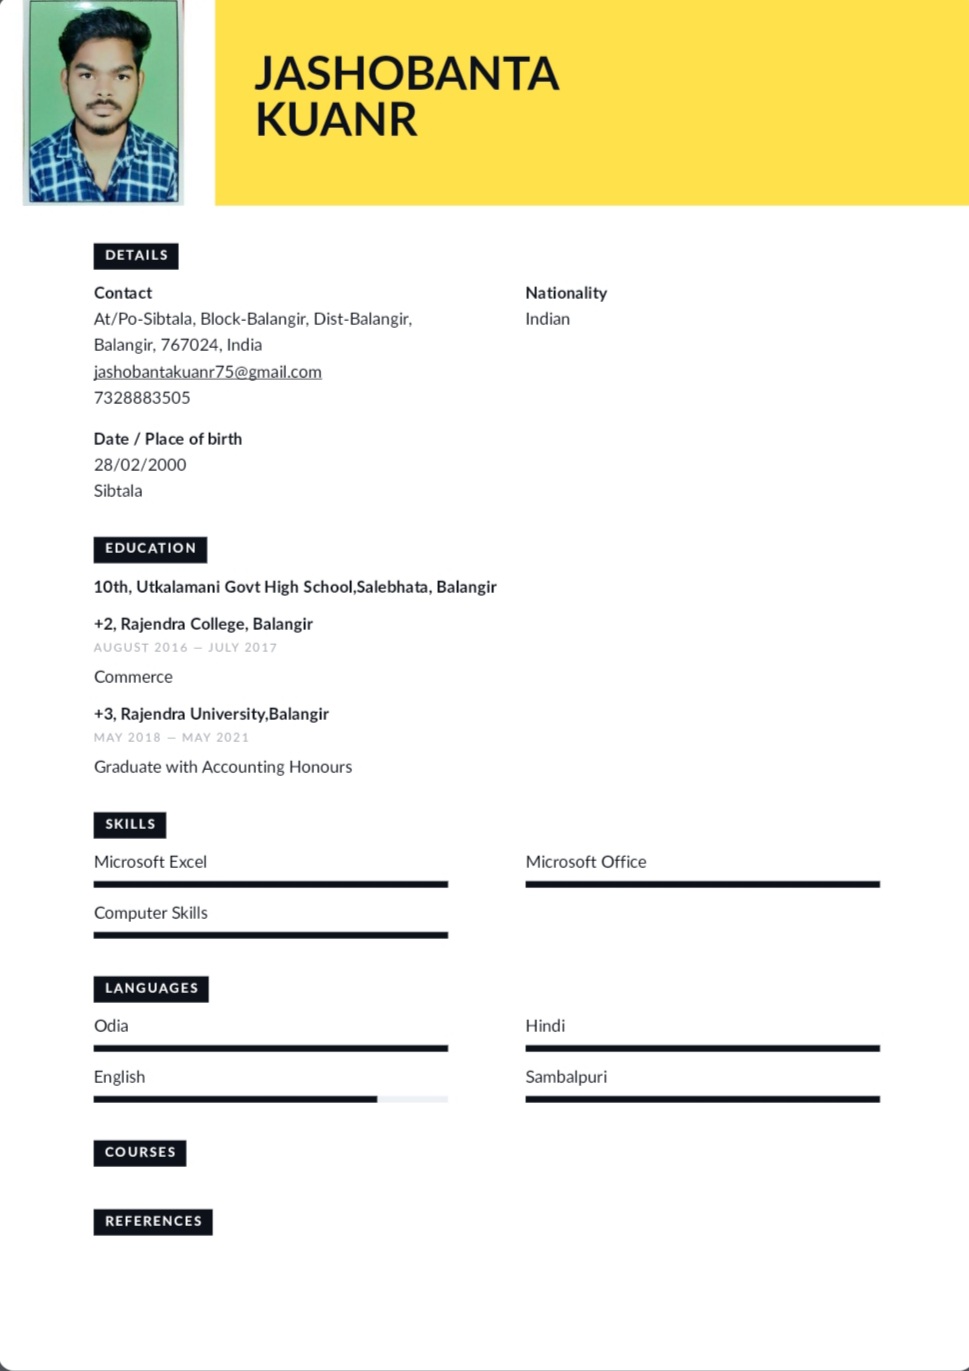 JASHOBANTA
KUANR
DETAILS
Contact
At/Po-Sibtala, Block-Balangir, Dist-Balangir,
Balangir, 767024, India
jashobantakuanr75@gmail.com
7328883505
Nationality
Indian
Date / Place of birth
28/02/2000
Sibtala
EDUCATION
10th, Utkalamani Govt High School,Salebhata, Balangir
+2, Rajendra College, Balangir
AUGUST 2016 — JULY 2017
Commerce
+3, Rajendra University,Balangir
MAY 2018 — MAY 2021
Graduate with Accounting Honours
SKILLS
Microsoft Excel
Microsoft Office
Computer Skills
LANGUAGES
Odia
Hindi
English
Sambalpuri
COURSES
REFERENCES